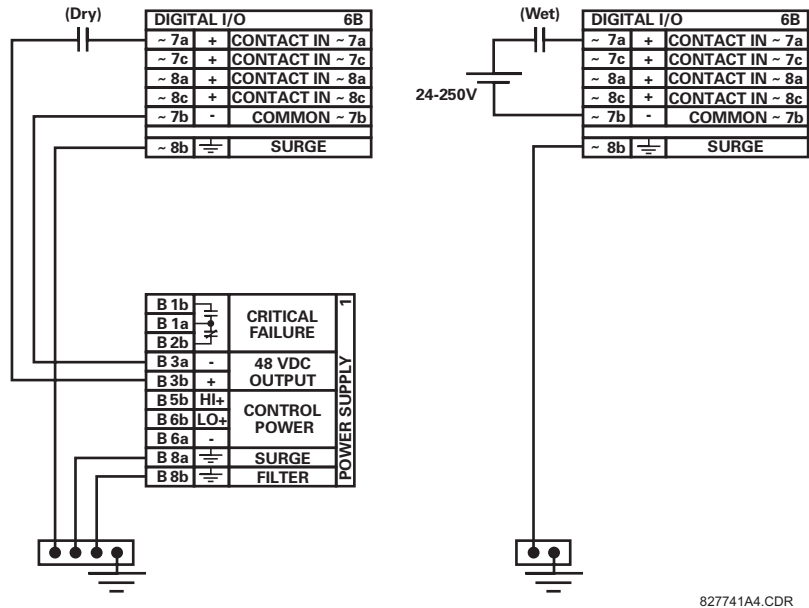 (Dry)
DIGITAL I/O 6B
~ 7a + CONTACT IN ~ 7a
~ 7c + CONTACT IN ~ 7c
~ 8a + CONTACT IN ~ 8a
~ 8c + CONTACT IN ~ 8c
~ 7b - COMMON ~ 7b
~ 8b SURGE
B 1b
B 1a
B 2b
CRITICAL
FAILURE
B 3a -
B 3b +
48 VDC
OUTPUT
B 5b HI+
B 6b LO+
B 6a -
CONTROL
POWER
B 8a SURGE
B 8b FILTER
POWER SUPPLY 1
(Wet)
24-250V
DIGITAL I/O 6B
~ 7a + CONTACT IN ~ 7a
~ 7c + CONTACT IN ~ 7c
~ 8a + CONTACT IN ~ 8a
~ 8c + CONTACT IN ~ 8c
~ 7b - COMMON ~ 7b
~ 8b SURGE
827741A4.CDR